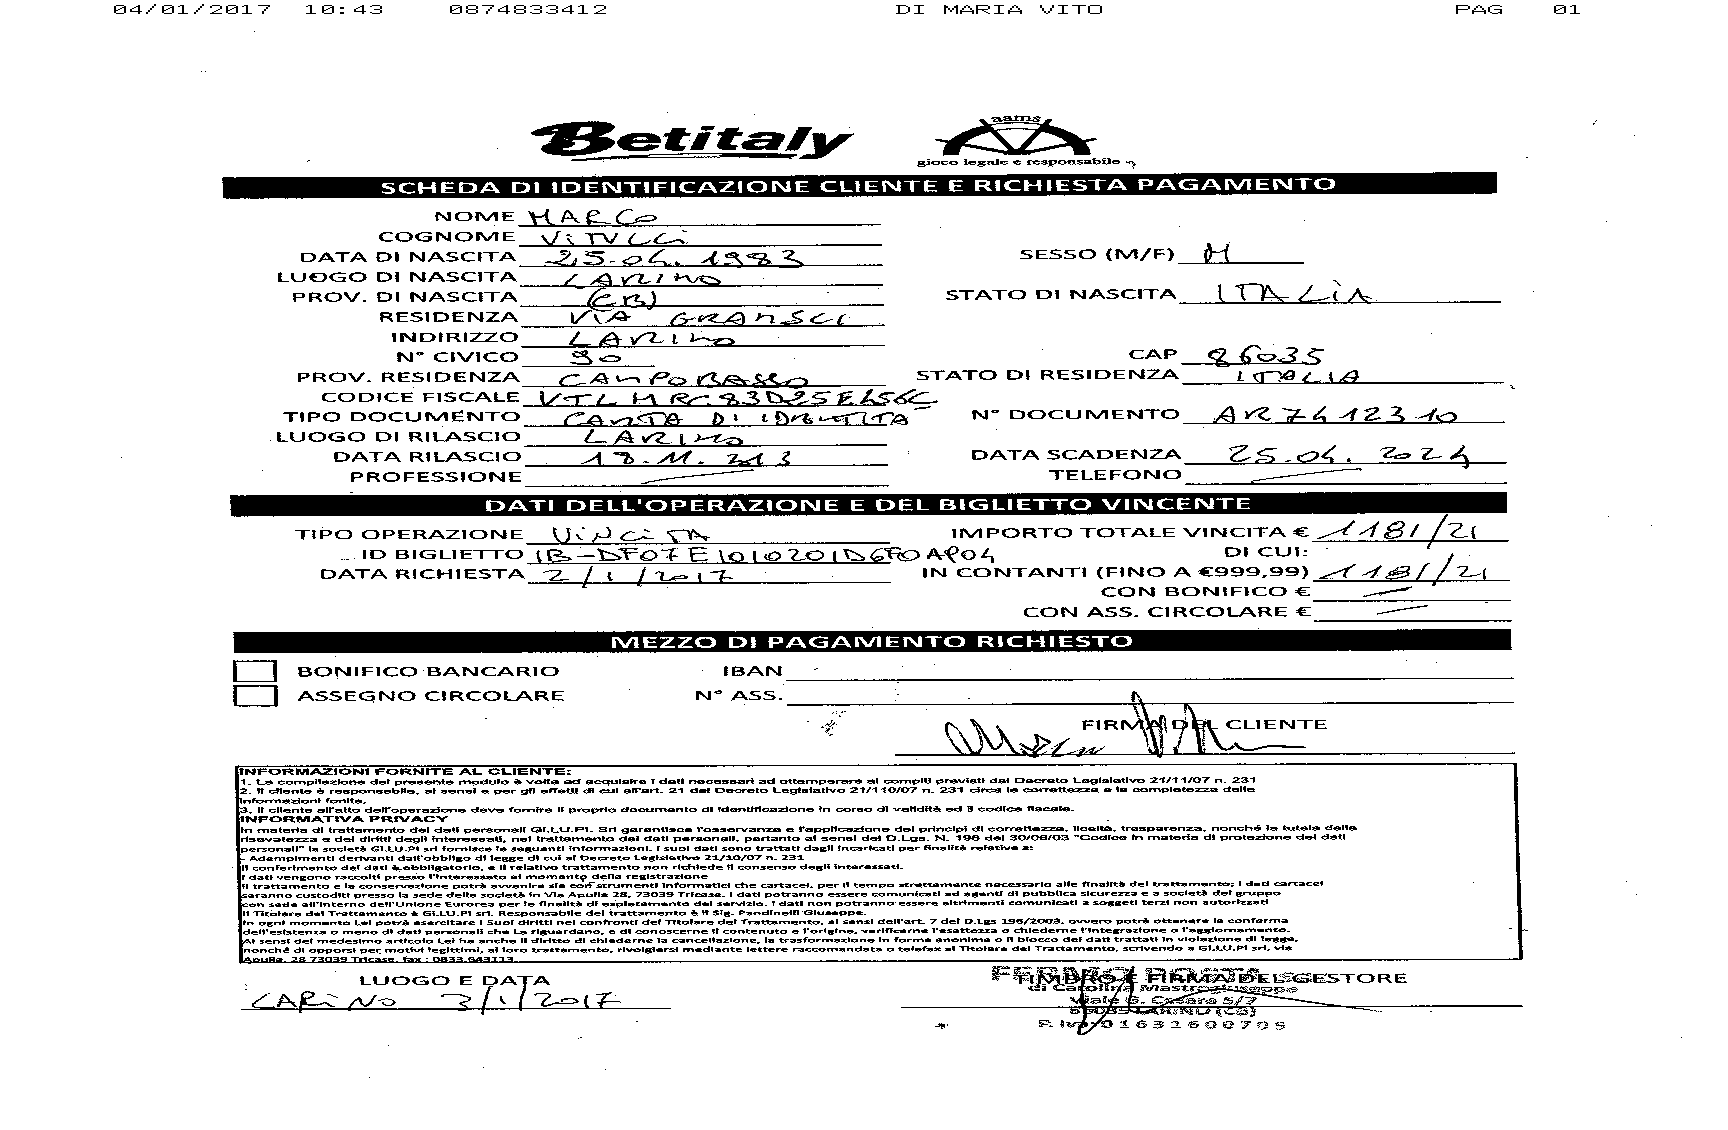 04/01/2017 10:43 0874833412 DI MARIA VITO PAG 01
Betitaly
aams
gioco legale e responsabile
SCHEDA DI IDENTIFICAZIONE CLIENTE E RICHIESTA PAGAMENTO
NOME MARCO
COGNOME VITUCCI
DATA DI NASCITA 25.04.1983 SESSO (M/F) M
LUOGO DI NASCITA LARINO
PROV. DI NASCITA (CB) STATO DI NASCITA ITALIA
RESIDENZA VIA GRAMSCI
INDIRIZZO LARINO
N° CIVICO 90 CAP 86035
PROV. RESIDENZA CAMPOBASSO STATO DI RESIDENZA ITALIA
CODICE FISCALE VTLMRC83D25E456C
TIPO DOCUMENTO CARTA DI IDENTITA N° DOCUMENTO AR7412310
LUOGO DI RILASCIO LARINO
DATA RILASCIO 18.11.213 DATA SCADENZA 25.04.2024
PROFESSIONE TELEFONO
DATI DELL'OPERAZIONE E DEL BIGLIETTO VINCENTE
TIPO OPERAZIONE VINCITA IMPORTO TOTALE VINCITA € 1181/21
ID BIGLIETTO 1B-DF07E1010201D6F0AP04 DI CUI:
DATA RICHIESTA 2/1/2017 IN CONTANTI (FINO A €999,99) 1181/21
CON BONIFICO €
CON ASS. CIRCOLARE €
MEZZO DI PAGAMENTO RICHIESTO
BONIFICO BANCARIO IBAN
ASSEGNO CIRCOLARE N° ASS.
FIRMA DEL CLIENTE
INFORMAZIONI FORNITE AL CLIENTE:
1. La compilazione del presente modulo è volta ad acquisire i dati necessari ad ottemperare ai compiti previsti dal Decreto Legislativo 21/11/07 n. 231
2. Il cliente è responsabile, ai sensi e per gli effetti di cui all'art. 21 del Decreto Legislativo 21/110/07 n. 231 circa la correttezza e la completezza delle
informazioni fonite.
3. Il cliente all'atto dell'operazione deve fornire il proprio documento di identificazione in corso di validità ed il codice fiscale.
INFORMATIVA PRIVACY
In materia di trattamento dei dati personali GI.LU.PI. Srl garantisce l'osservanza e l'applicazione dei principi di correttezza, liceità, trasparenza, nonché la tutela della
riservatezza e dei diritti degli interessati, nel trattamento dei dati personali, pertanto ai sensi del D.Lgs. N. 196 del 30/06/03 "Codice in materia di protezione dei dati
personali" la società GI.LU.PI srl fornisce le seguenti informazioni. I suoi dati sono trattati dagli incaricati per finalità relative a:
- Adempimenti derivanti dall'obbligo di legge di cui al Decreto Legislativo 21/10/07 n. 231
Il conferimento dei dati è obbligatorio, e il relativo trattamento non richiede il consenso degli interessati.
I dati vengono raccolti presso l'interessato al momento della registrazione
Il trattamento e la conservazione potrà avvenire sia con strumenti informatici che cartacei, per il tempo strettamente necessario alle finalità del trattamento; i dati cartacei
saranno custoditi presso la sede della società in Via Apulia 28, 73039 Tricase. I dati potranno essere comunicati ad agenti di pubblica sicurezza e a società del gruppo
con sede all'interno dell'Unione Europea per le finalità di espletamento del servizio. I dati non potranno essere altrimenti comunicati a soggetti terzi non autorizzati
Il Titolare del Trattamento è GI.LU.PI srl. Responsabile del trattamento è il Sig. Pandinelli Giuseppe.
In ogni momento Lei potrà esercitare i Suoi diritti nei confronti del Titolare del Trattamento, ai sensi dell'art. 7 del D.Lgs 196/2003, ovvero potrà ottenere la conferma
dell'esistenza o meno di dati personali che La riguardano, e di conoscerne il contenuto e l'origine, verificarne l'esattezza o chiederne l'integrazione o l'aggiornamento.
Ai sensi del medesimo articolo Lei ha anche il diritto di chiederne la cancellazione, la trasformazione in forma anonima o il blocco dei dati trattati in violazione di legge,
nonché di opporsi per motivi legittimi, al loro trattamento, rivolgersi mediante lettere raccomandata o telefax al Titolare del Trattamento, scrivendo a GI.LU.PI srl, via
Apulia, 28 73039 Tricase, fax : 0833.643113.
LUOGO E DATA TIMBRO E FIRMA DEL GESTORE
LARINO 2/1/2017
di Carolina Mastrogiuseppe
Viale G. Cesare 5/7
LARINO (CB)
P. Iva 01631600705